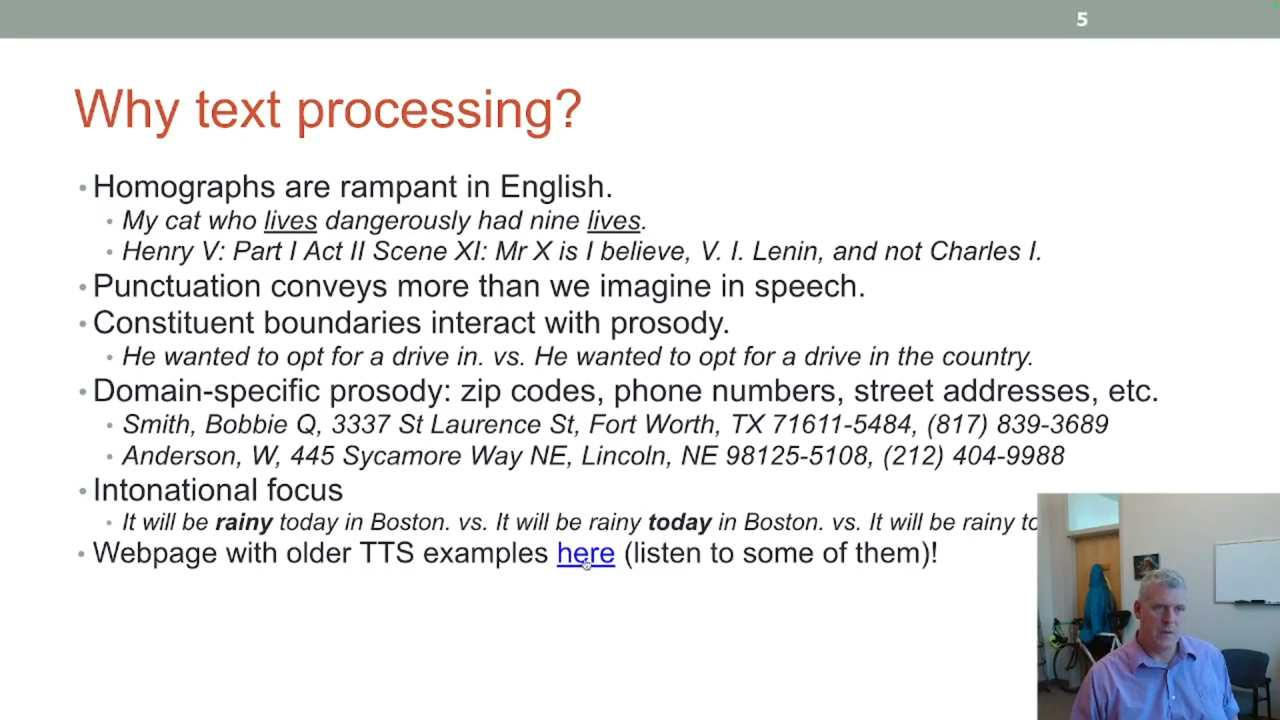 5
Why text processing?
• Homographs are rampant in English.
• My cat who lives dangerously had nine lives.
• Henry V: Part I Act II Scene XI: Mr X is I believe, V. I. Lenin, and not Charles I.
• Punctuation conveys more than we imagine in speech.
• Constituent boundaries interact with prosody.
• He wanted to opt for a drive in. vs. He wanted to opt for a drive in the country.
• Domain-specific prosody: zip codes, phone numbers, street addresses, etc.
• Smith, Bobbie Q, 3337 St Laurence St, Fort Worth, TX 71611-5484, (817) 839-3689
• Anderson, W, 445 Sycamore Way NE, Lincoln, NE 98125-5108, (212) 404-9988
• Intonational focus
• It will be rainy today in Boston. vs. It will be rainy today in Boston. vs. It will be rainy
• Webpage with older TTS examples here (listen to some of them)!